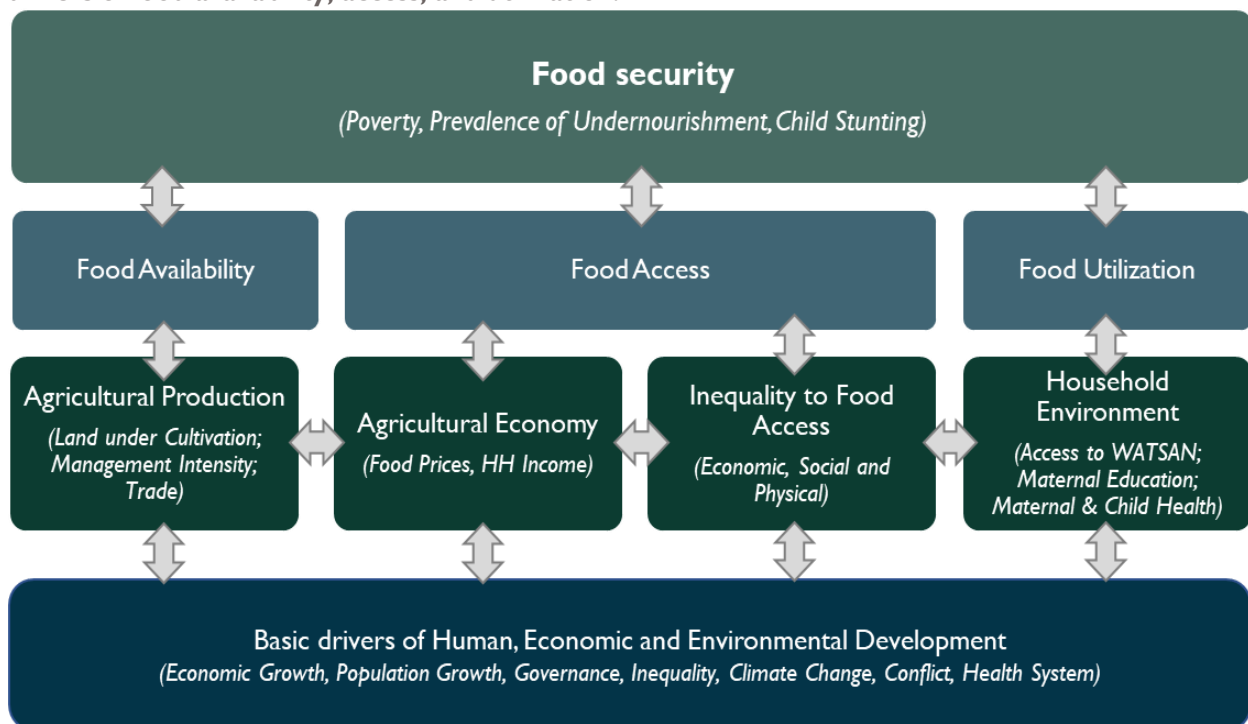 Food security
(Poverty, Prevalence of Undernourishment, Child Stunting)
Food Availability
Food Access
Food Utilization
Agricultural Production
(Land under Cultivation;
Management Intensity;
Trade)
Agricultural Economy
(Food Prices, HH Income)
Inequality to Food
Access
(Economic, Social and
Physical)
Household
Environment
(Access to WATSAN;
Maternal Education;
Maternal & Child Health)
Basic drivers of Human, Economic and Environmental Development
(Economic Growth, Population Growth, Governance, Inequality, Climate Change, Conflict, Health System)